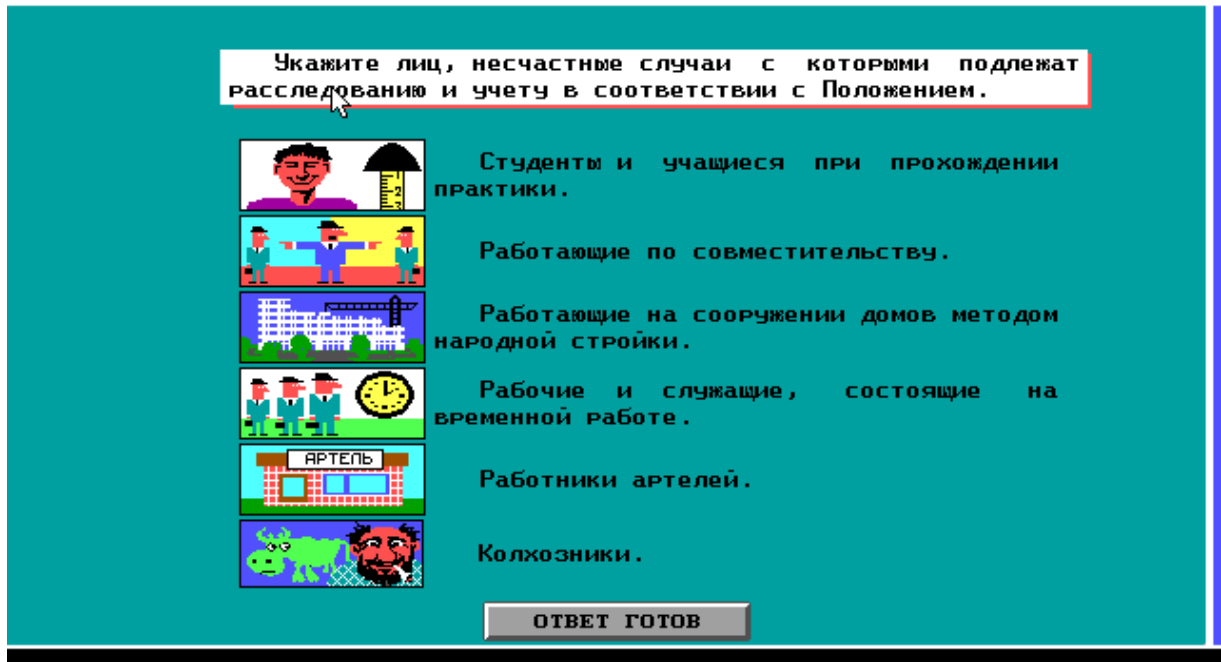 Укажите лиц, несчастные случаи с которыми подлежат
расследованию и учету в соответствии с Положением.
Студенты и учащиеся при прохождении
практики.
Работающие по совместительству.
Работающие на сооружении домов методом
народной стройки.
Рабочие и служащие, состоящие на
временной работе.
АРТЕЛЬ
Работники артелей.
Колхозники.
ОТВЕТ ГОТОВ